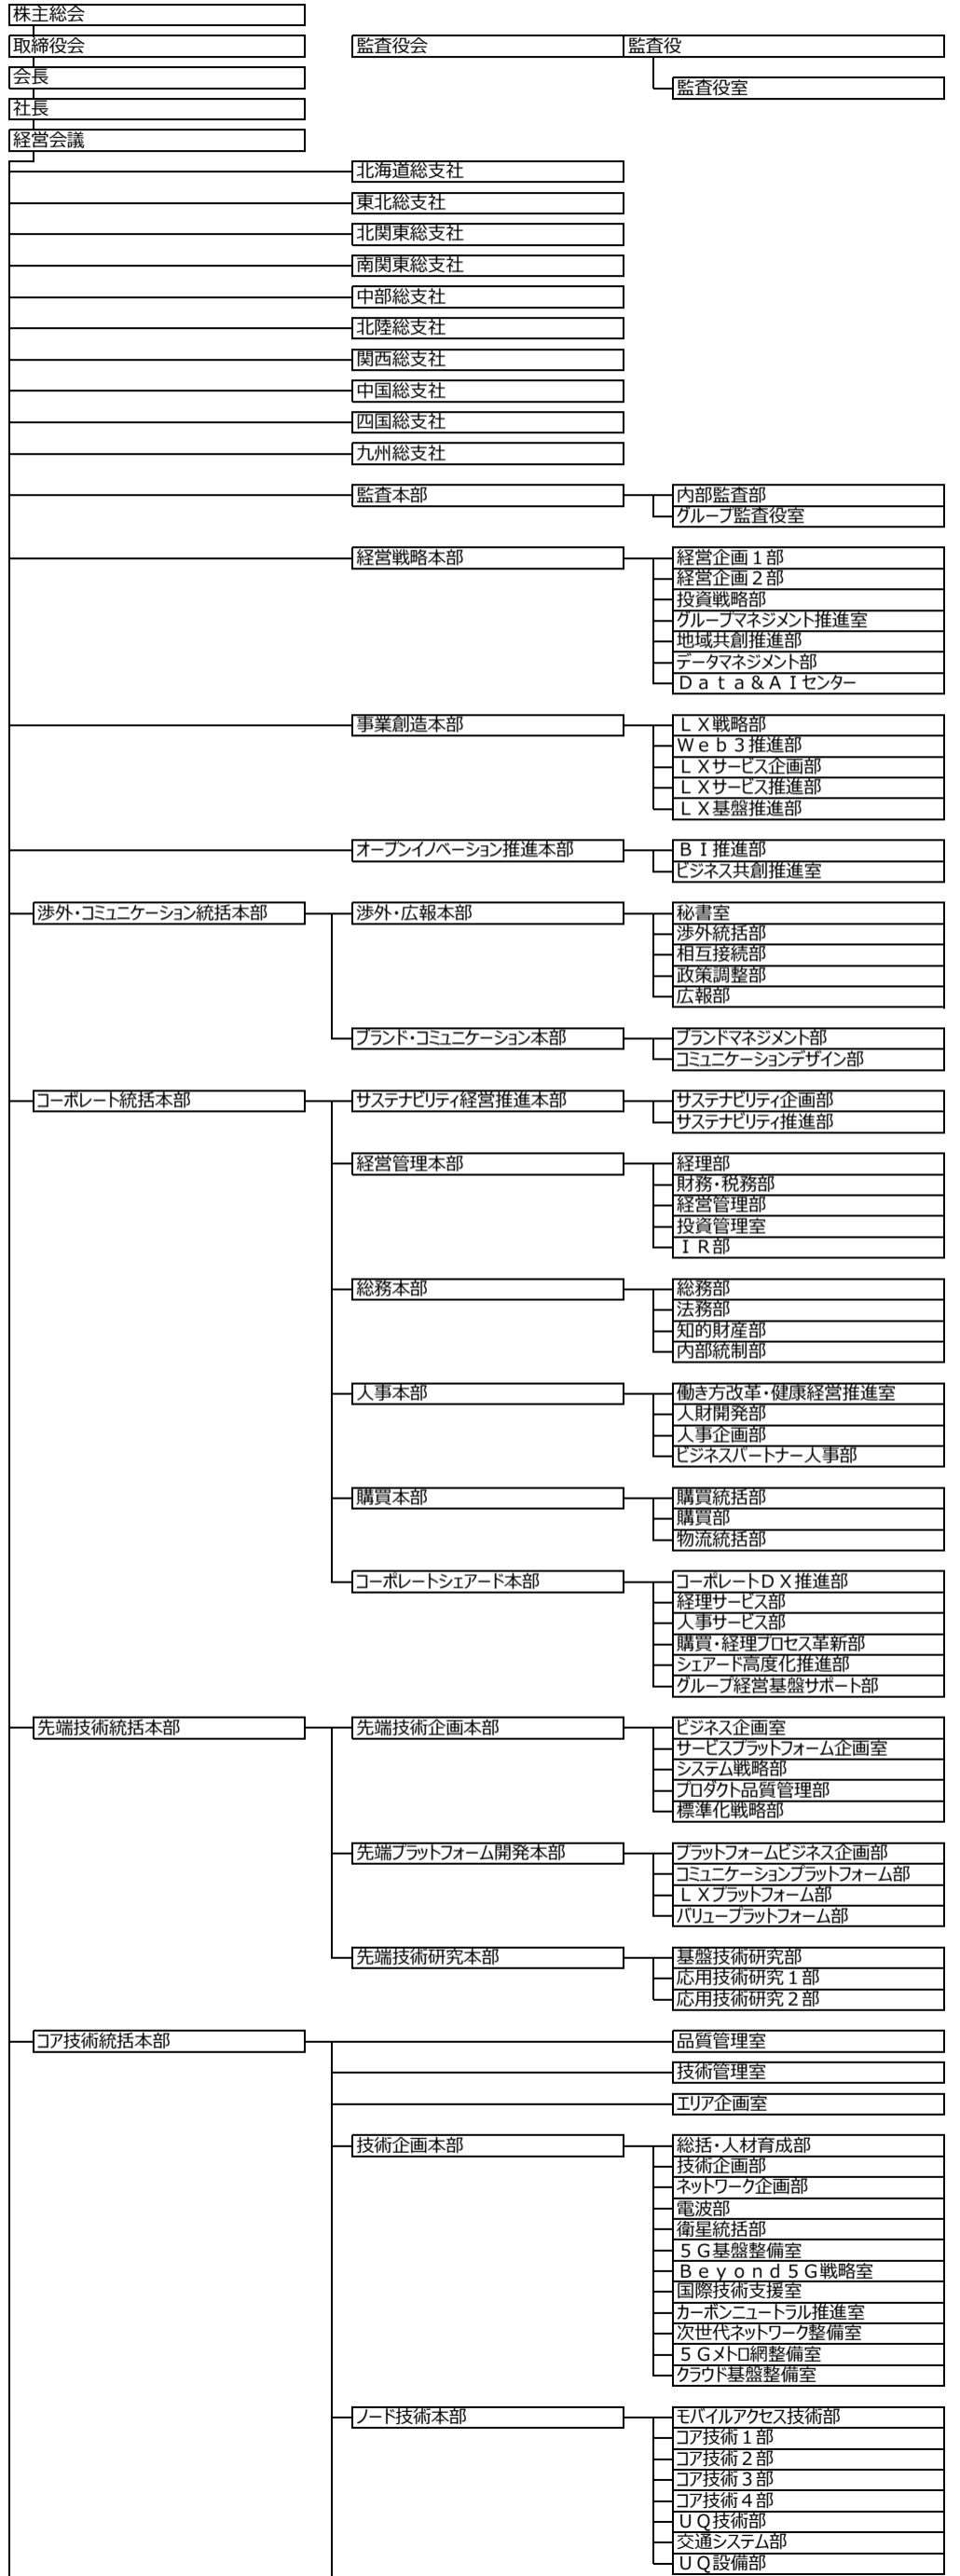 株主総会
取締役会
監査役会
監査役
会長
監査役室
社長
経営会議
北海道総支社
東北総支社
北関東総支社
南関東総支社
中部総支社
北陸総支社
関西総支社
中国総支社
四国総支社
九州総支社
監査本部
内部監査部
グループ監査役室
経営戦略本部
経営企画１部
経営企画２部
投資戦略部
グループマネジメント推進室
地域共創推進部
データマネジメント部
Ｄａｔａ＆ＡＩセンター
事業創造本部
ＬＸ戦略部
Ｗｅｂ３推進部
ＬＸサービス企画部
ＬＸサービス推進部
ＬＸ基盤推進部
オープンイノベーション推進本部
ＢＩ推進部
ビジネス共創推進室
渉外・コミュニケーション統括本部
渉外・広報本部
秘書室
渉外統括部
相互接続部
政策調整部
広報部
ブランド・コミュニケーション本部
ブランドマネジメント部
コミュニケーションデザイン部
コーポレート統括本部
サステナビリティ経営推進本部
サステナビリティ企画部
サステナビリティ推進部
経営管理本部
経理部
財務・税務部
経営管理部
投資管理室
ＩＲ部
総務本部
総務部
法務部
知的財産部
内部統制部
人事本部
働き方改革・健康経営推進室
人財開発部
人事企画部
ビジネスパートナー人事部
購買本部
購買統括部
購買部
物流統括部
コーポレートシェアード本部
コーポレートＤＸ推進部
経理サービス部
人事サービス部
購買・経理プロセス革新部
シェアード高度化推進部
グループ経営基盤サポート部
先端技術統括本部
先端技術企画本部
ビジネス企画室
サービスプラットフォーム企画室
システム戦略部
プロダクト品質管理部
標準化戦略部
先端プラットフォーム開発本部
プラットフォームビジネス企画部
コミュニケーションプラットフォーム部
ＬＸプラットフォーム部
バリュープラットフォーム部
先端技術研究本部
基盤技術研究部
応用技術研究１部
応用技術研究２部
コア技術統括本部
品質管理室
技術管理室
エリア企画室
技術企画本部
総括・人材育成部
技術企画部
ネットワーク企画部
電波部
衛星統括部
５Ｇ基盤整備室
Ｂｅｙｏｎｄ５Ｇ戦略室
国際技術支援室
カーボンニュートラル推進室
次世代ネットワーク整備室
５Ｇメトロ網整備室
クラウド基盤整備室
ノード技術本部
モバイルアクセス技術部
コア技術１部
コア技術２部
コア技術３部
コア技術４部
ＵＱ技術部
交通システム部
ＵＱ設備部